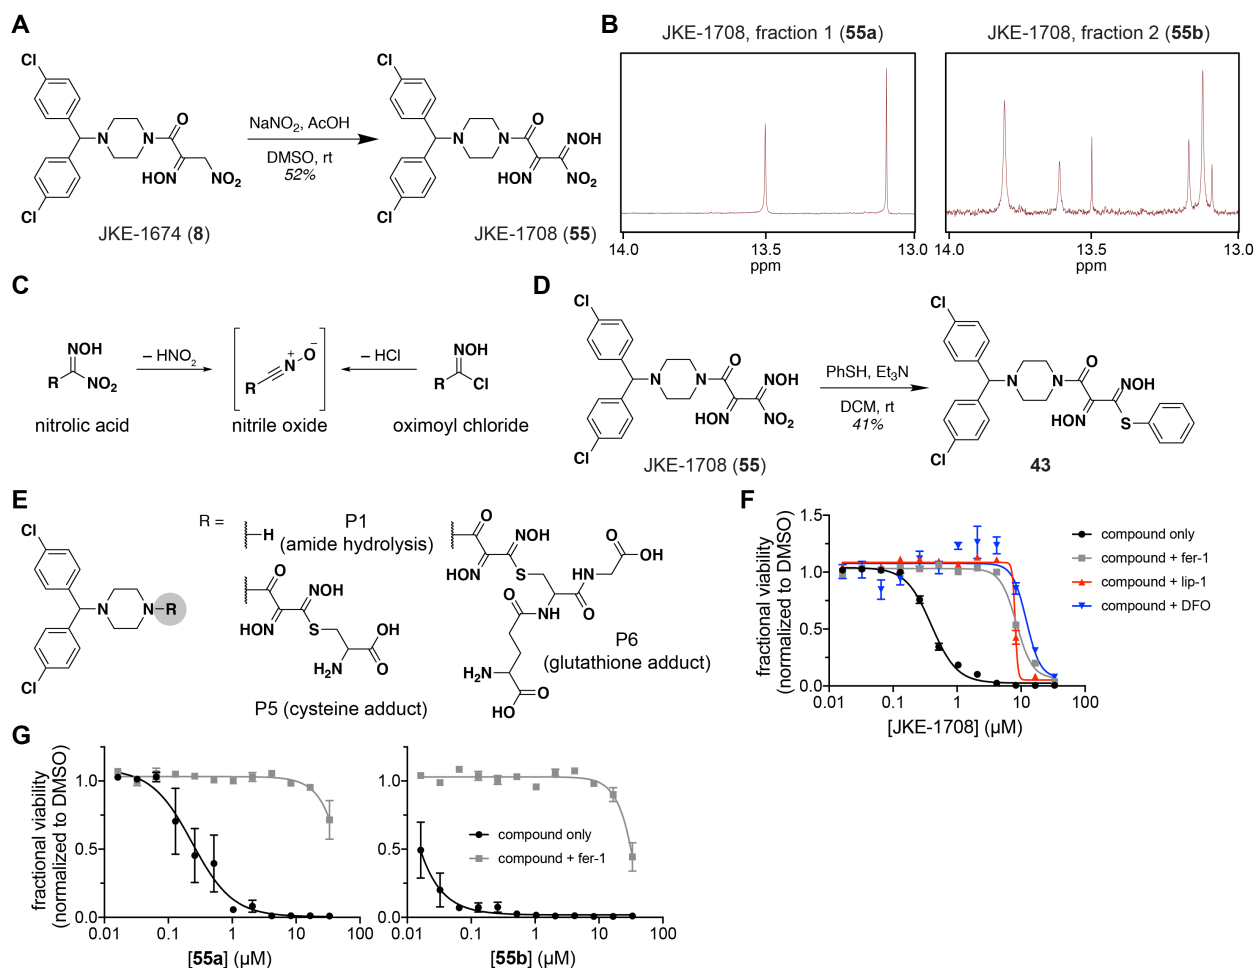 A
Cl
N
N
O
HON
NO2
Cl
JKE-1674 (8)
NaNO2, AcOH
DMSO, rt
52%
Cl
N
N
O
NOH
HON
NO2
Cl
JKE-1708 (55)
B
JKE-1708, fraction 1 (55a)
14.0
13.5
13.0
ppm
JKE-1708, fraction 2 (55b)
14.0
13.5
13.0
ppm
C
NOH
R
NO2
nitrolic acid
– HNO2
R
N
+
O
–
nitrile oxide
– HCl
NOH
R
Cl
oximoyl chloride
D
Cl
N
N
O
NOH
HON
NO2
Cl
JKE-1708 (55)
PhSH, Et3N
DCM, rt
41%
Cl
N
N
O
NOH
HON
S
Cl
43
E
Cl
N
N
R
Cl
R =
H
P1
(amide hydrolysis)
O
NOH
HON
S
OH
O
H2N
P5 (cysteine adduct)
O
NOH
HON
S
O
OH
HN
O
O
NH
H2N
O
HO
P6
(glutathione adduct)
F
fractional viability
(normalized to DMSO)
1.5
1.0
0.5
0.0
0.01
0.1
1
10
100
[JKE-1708] (µM)
compound only
compound + fer-1
compound + lip-1
compound + DFO
G
fractional viability
(normalized to DMSO)
1.0
0.5
0.0
0.01
0.1
1
10
100
[55a] (µM)
1.0
0.5
0.0
0.01
0.1
1
10
100
[55b] (µM)
compound only
compound + fer-1